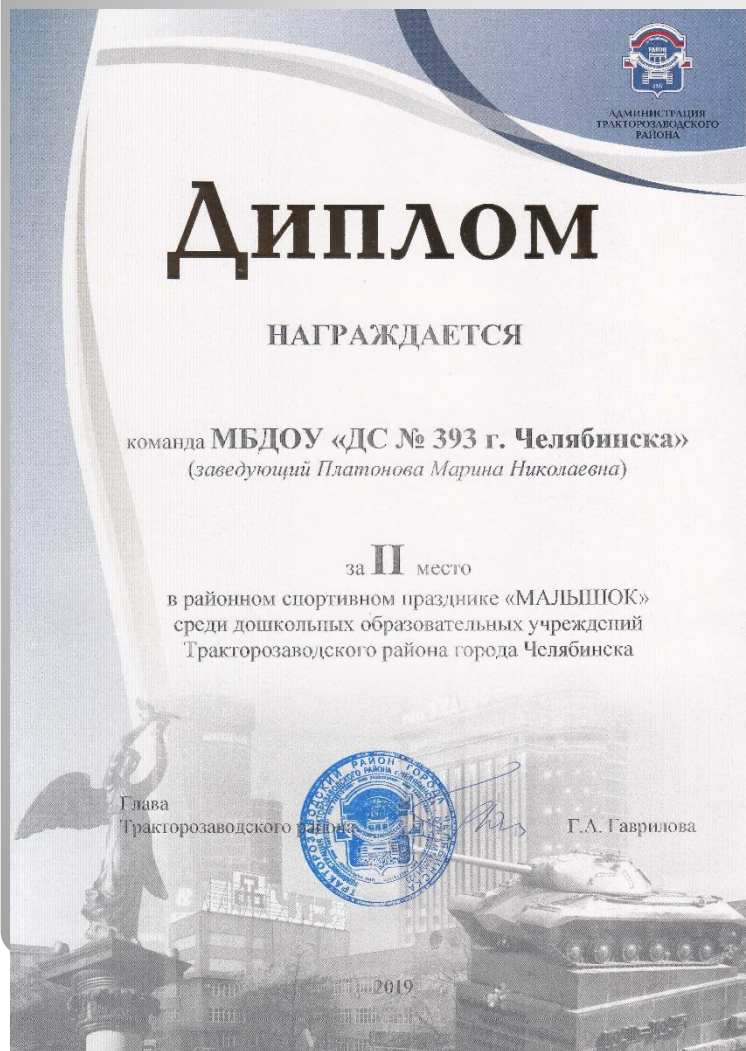 АДМИНИСТРАЦИЯ
ТРАКТОРОЗАВОДСКОГО
РАЙОНА
Диплом
НАГРАЖДАЕТСЯ
команда МБДОУ «ДС № 393 г. Челябинска»
(заведующий Платонова Марина Николаевна)
за II место
в районном спортивном празднике «МАЛЫШОК»
среди дошкольных образовательных учреждений
Тракторозаводского района города Челябинска
Глава
Тракторозаводского района
Г.А. Гаврилова
2019